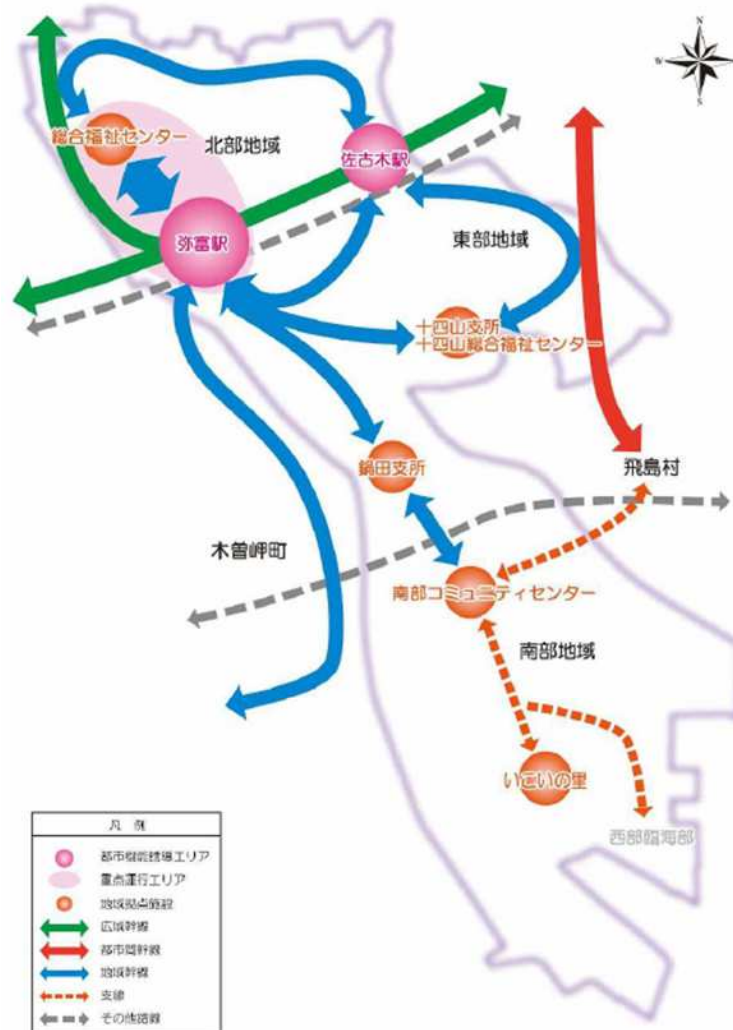 N
W
E
S
総合福祉センター
北部地域
佐古木駅
弥富駅
東部地域
十四山支所
十四山総合福祉センター
鍋田支所
飛島村
木曽岬町
南部コミュニティセンター
南部地域
いこいの里
西部臨海部
凡 例
都市機能誘導エリア
重点運行エリア
地域拠点施設
広域幹線
都市間幹線
地域幹線
支線
その他路線